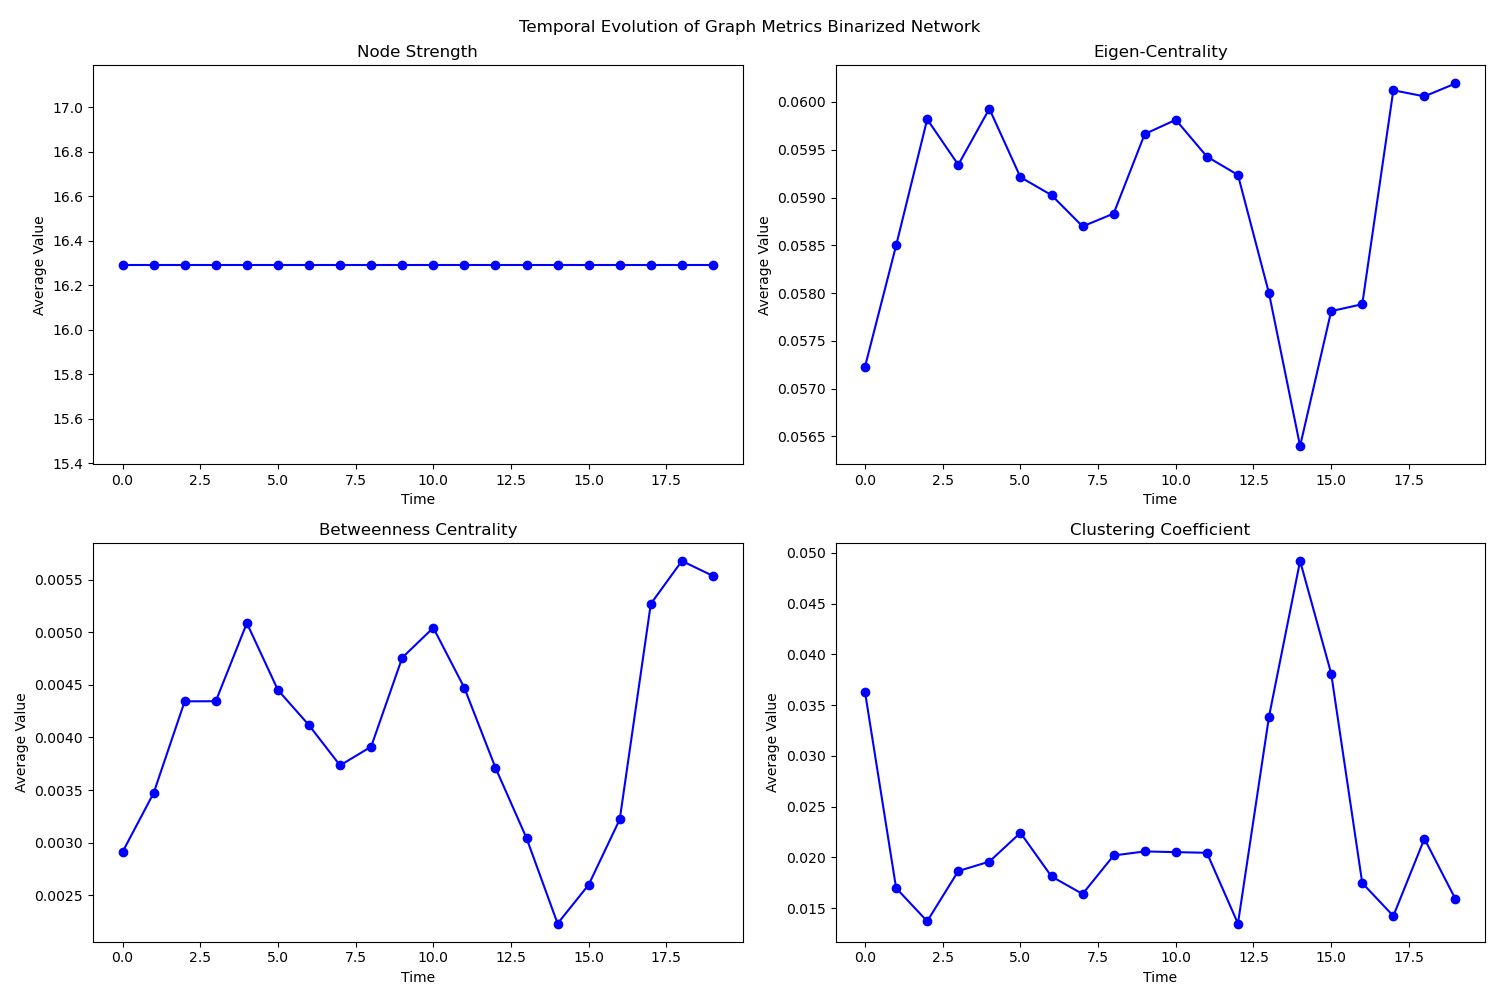 Temporal Evolution of Graph Metrics Binarized Network
Node Strength
Average Value
17.0
16.8
16.6
16.4
16.2
16.0
15.8
15.6
15.4
0.0 2.5 5.0 7.5 10.0 12.5 15.0 17.5
Time
Eigen-Centrality
Average Value
0.0600
0.0595
0.0590
0.0585
0.0580
0.0575
0.0570
0.0565
0.0 2.5 5.0 7.5 10.0 12.5 15.0 17.5
Time
Betweenness Centrality
Average Value
0.0055
0.0050
0.0045
0.0040
0.0035
0.0030
0.0025
0.0 2.5 5.0 7.5 10.0 12.5 15.0 17.5
Time
Clustering Coefficient
Average Value
0.050
0.045
0.040
0.035
0.030
0.025
0.020
0.015
0.0 2.5 5.0 7.5 10.0 12.5 15.0 17.5
Time